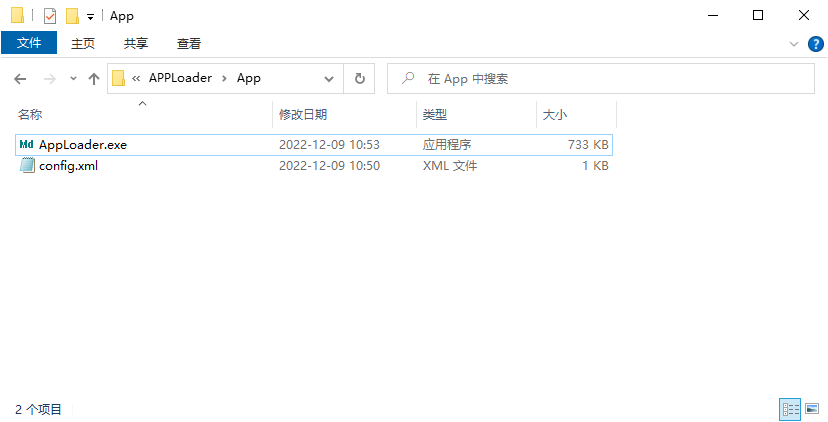 App
文件 主页 共享 查看
« APPLoader › App 在 App 中搜索
名称 修改日期 类型 大小
Md AppLoader.exe 2022-12-09 10:53 应用程序 733 KB
config.xml 2022-12-09 10:50 XML 文件 1 KB
2 个项目